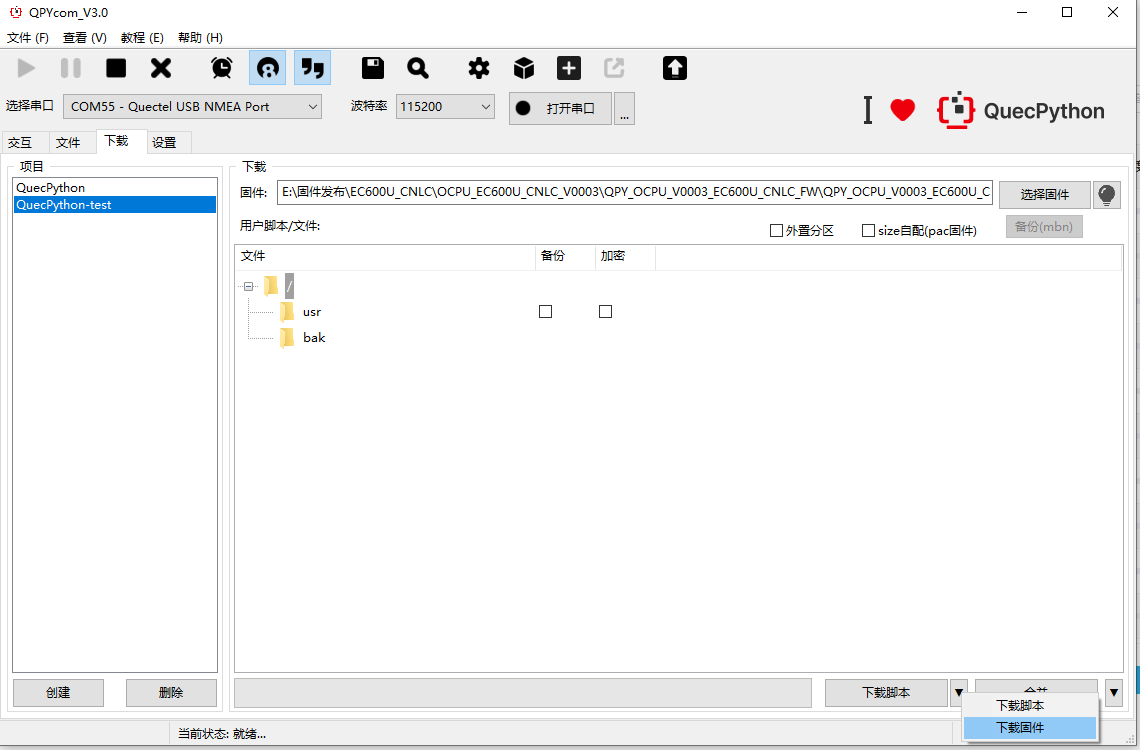 QPYcom_V3.0
文件 (F) 查看 (V) 教程 (E) 帮助 (H)
选择串口 COM55 - Quectel USB NMEA Port 波特率 115200 打开串口 ... I QuecPython
交互 文件 下载 设置
项目
QuecPython
QuecPython-test
创建 删除
下载
固件: E:\固件发布\EC600U_CNLC\OCPU_EC600U_CNLC_V0003\QPY_OCPU_V0003_EC600U_CNLC_FW\QPY_OCPU_V0003_EC600U_C 选择固件
用户脚本/文件: 外置分区 size自配(pac固件) 备份(mbn)
文件 备份 加密
/
usr
bak
下载脚本 合并
下载脚本
下载固件
当前状态: 就绪...